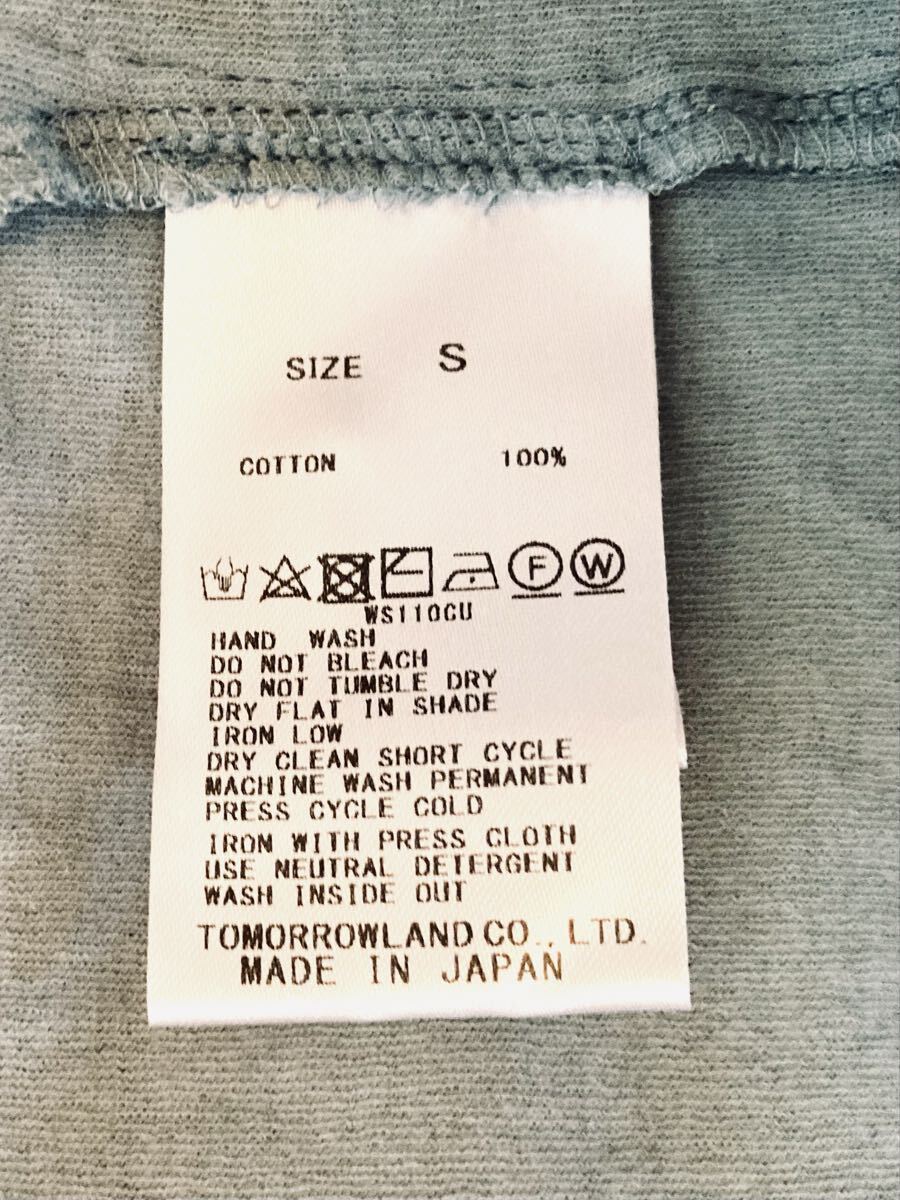 SIZE S
COTTON 100%
F W
WS110CU
HAND WASH
DO NOT BLEACH
DO NOT TUMBLE DRY
DRY FLAT IN SHADE
IRON LOW
DRY CLEAN SHORT CYCLE
MACHINE WASH PERMANENT
PRESS CYCLE COLD
IRON WITH PRESS CLOTH
USE NEUTRAL DETERGENT
WASH INSIDE OUT
TOMORROWLAND CO., LTD.
MADE IN JAPAN